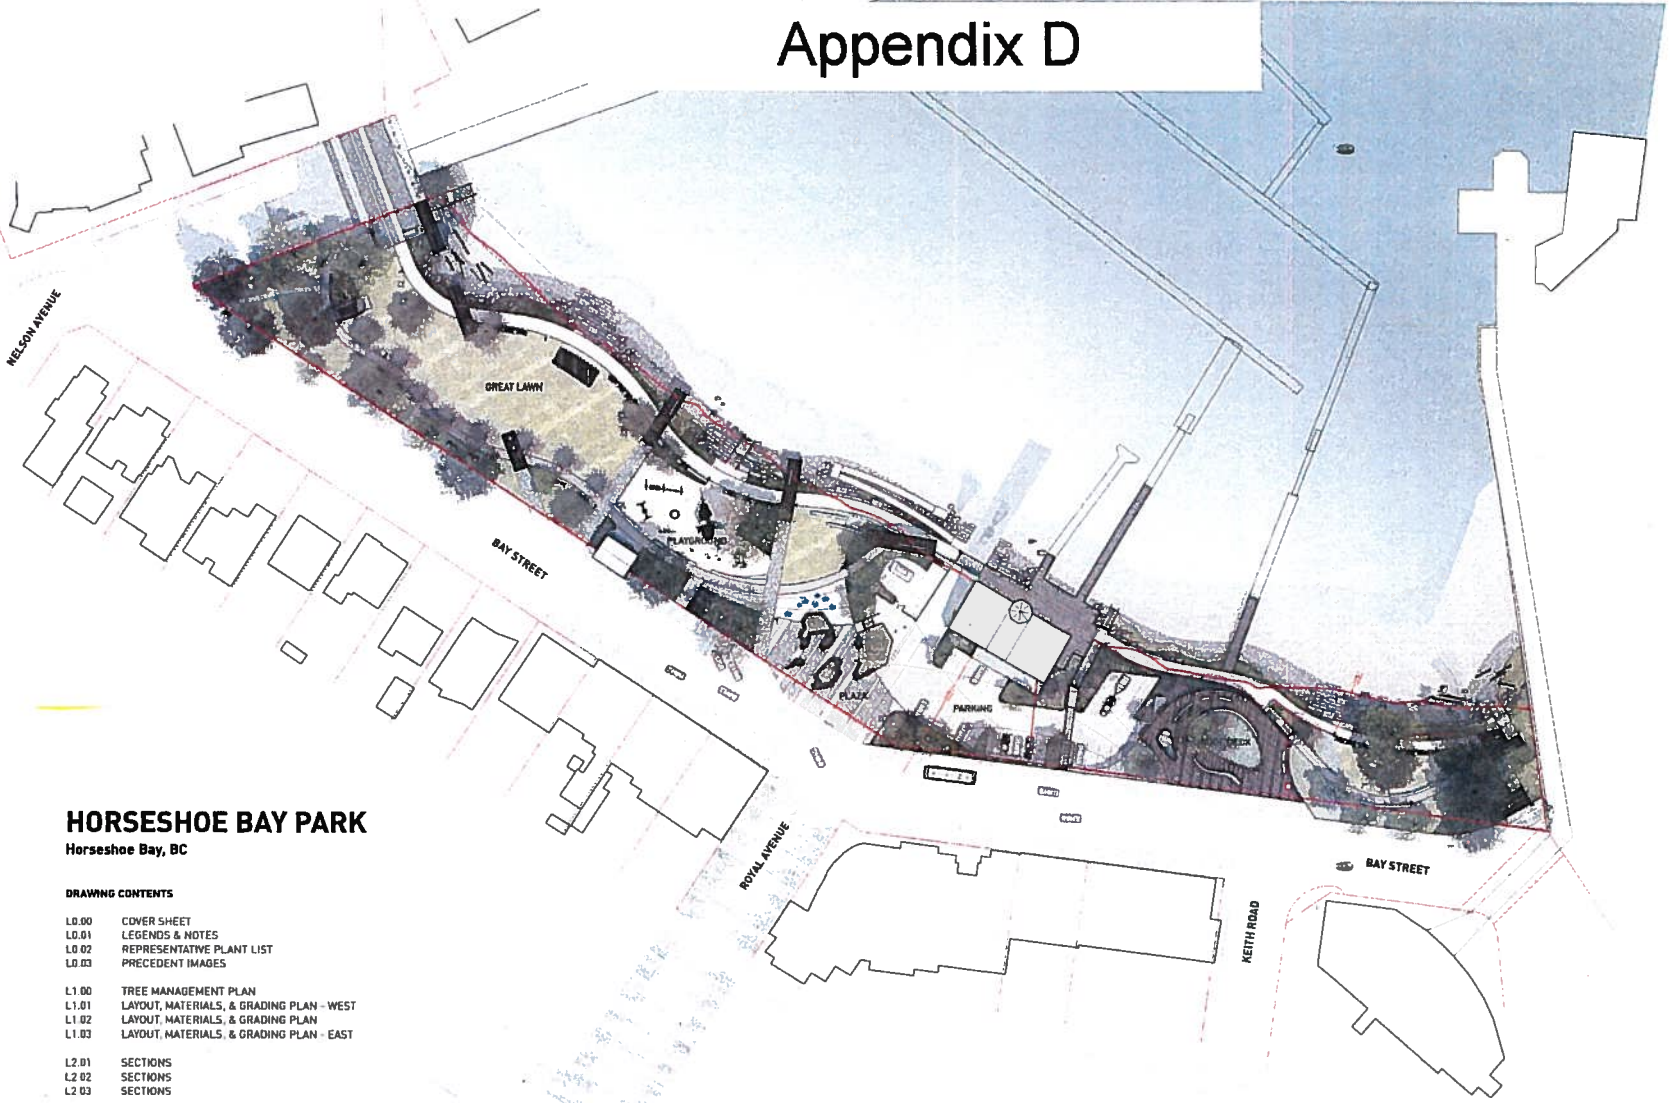 Appendix D
NELSON AVENUE
GREAT LAWN
PLAYGROUND
BAY STREET
PLAZA
PARKING
ROYAL AVENUE
BAY STREET
KEITH ROAD
HORSESHOE BAY PARK
Horseshoe Bay, BC
DRAWING CONTENTS
L0.00 COVER SHEET
L0.01 LEGENDS & NOTES
L0.02 REPRESENTATIVE PLANT LIST
L0.03 PRECEDENT IMAGES
L1.00 TREE MANAGEMENT PLAN
L1.01 LAYOUT, MATERIALS, & GRADING PLAN - WEST
L1.02 LAYOUT, MATERIALS, & GRADING PLAN
L1.03 LAYOUT, MATERIALS, & GRADING PLAN - EAST
L2.01 SECTIONS
L2.02 SECTIONS
L2.03 SECTIONS